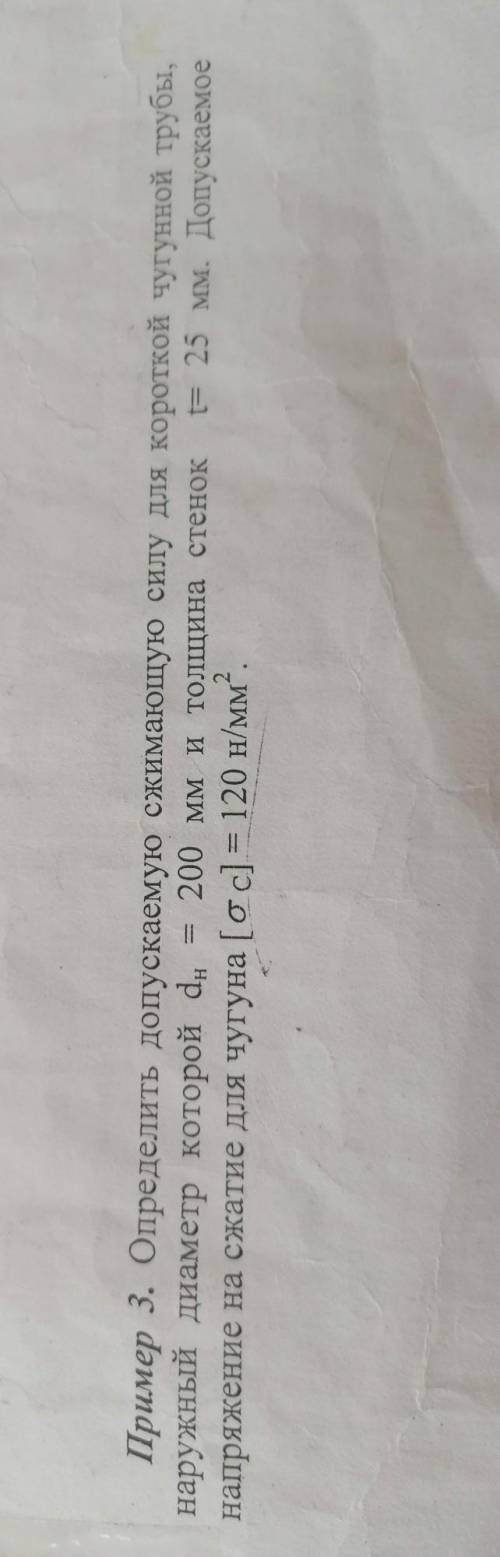 Пример 3. Определить допускаемую сжимающую силу для короткой чугунной трубы,
наружный диаметр которой dн = 200 мм и толщина стенок t= 25 мм. Допускаемое
напряжение на сжатие для чугуна [σ с] = 120 н/мм².